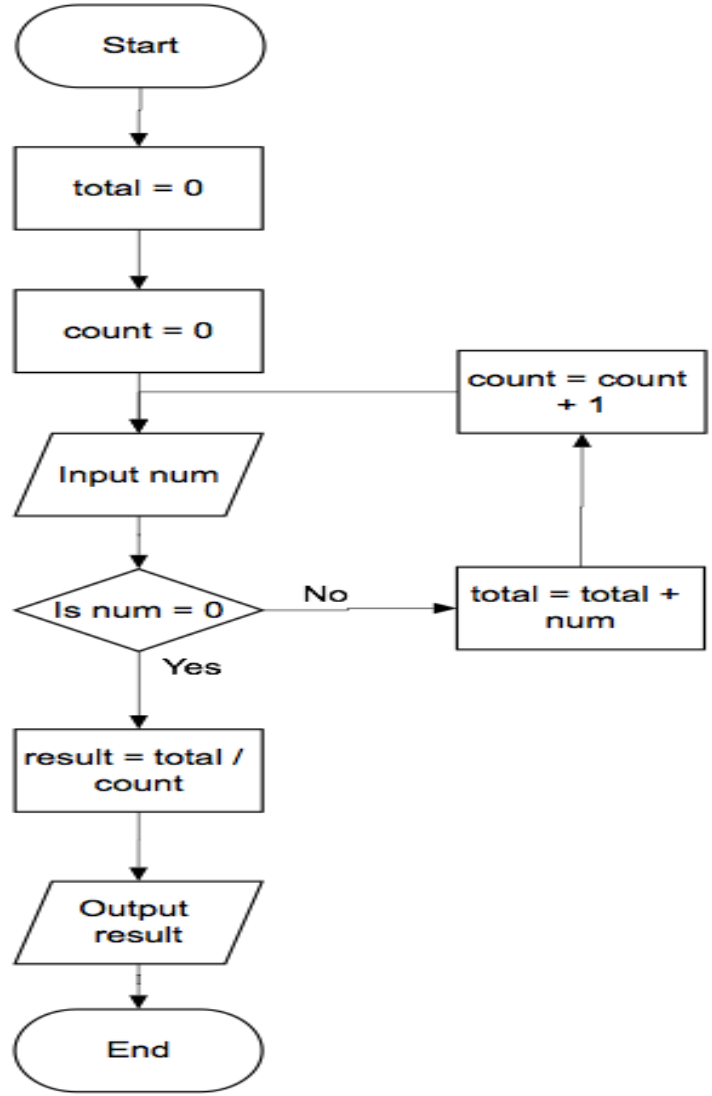 Start
total = 0
count = 0
Input num
Is num = 0
No
total = total +
num
count = count
+ 1
Yes
result = total /
count
Output
result
End